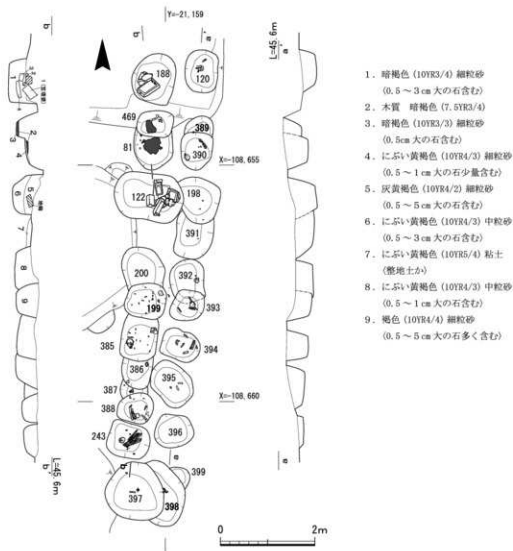 Y=-21,159
b
e
L=45.6m
b
e
188
120
469
389
81
390
X=-108,655
122
198
391
200
392
199
393
385
394
386
387
395
388
X=-108,660
243
396
b'
e'
399
397
398
L=45.6m
b'
e'
1
2
3
4
5
6
7
8
9
0
2m
1．暗褐色 (10YR3/4) 細粒砂
(0.5～3㎝大の石含む)
2．木質 暗褐色 (7.5YR3/4)
3．暗褐色 (10YR3/3) 細粒砂
(0.5㎝大の石含む)
4．にぶい黄褐色 (10YR4/3) 細粒砂
(0.5～1㎝大の石少量含む)
5．灰黄褐色 (10YR4/2) 細粒砂
(0.5～5㎝大の石含む)
6．にぶい黄褐色 (10YR4/3) 中粒砂
(0.5～3㎝大の石含む)
7．にぶい黄褐色 (10YR5/4) 粘土
(整地土か)
8．にぶい黄褐色 (10YR4/3) 中粒砂
(0.5～1㎝大の石含む)
9．褐色 (10YR4/4) 細粒砂
(0.5～5㎝大の石多く含む)